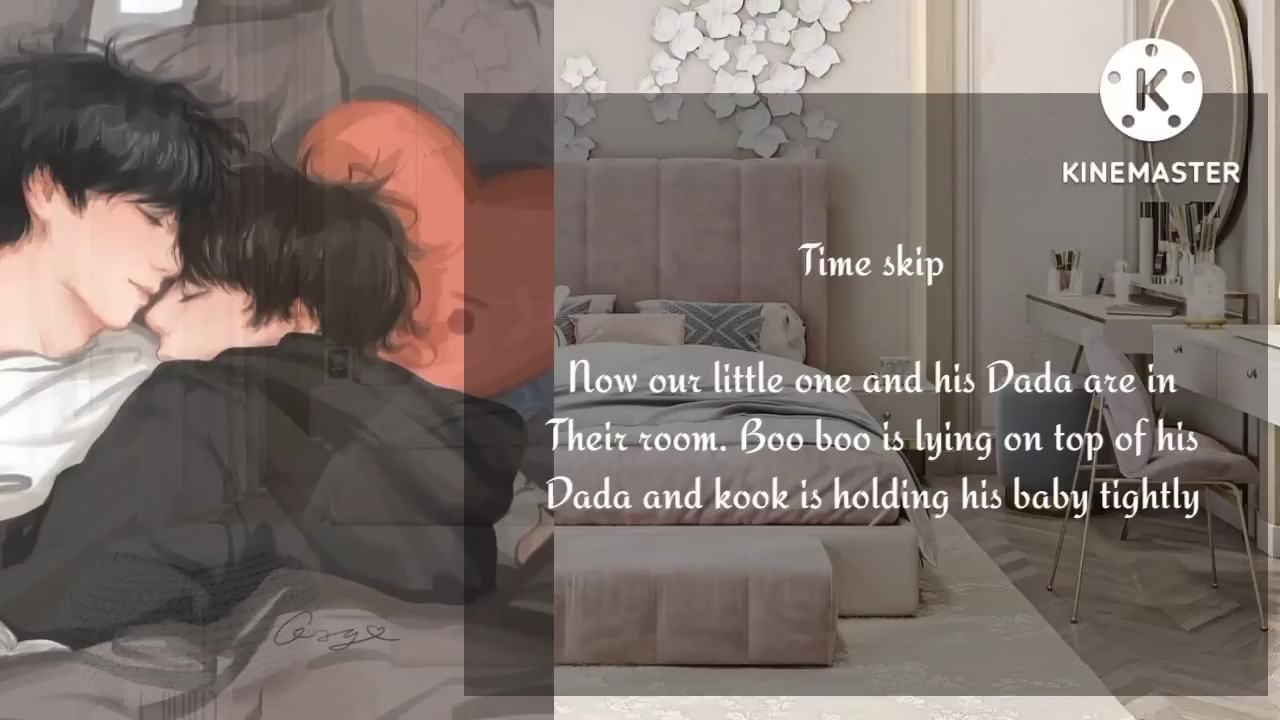 KINEMASTER
Time skip
Now our little one and his Dada are in
Their room. Boo boo is lying on top of his
Dada and kook is holding his baby tightly